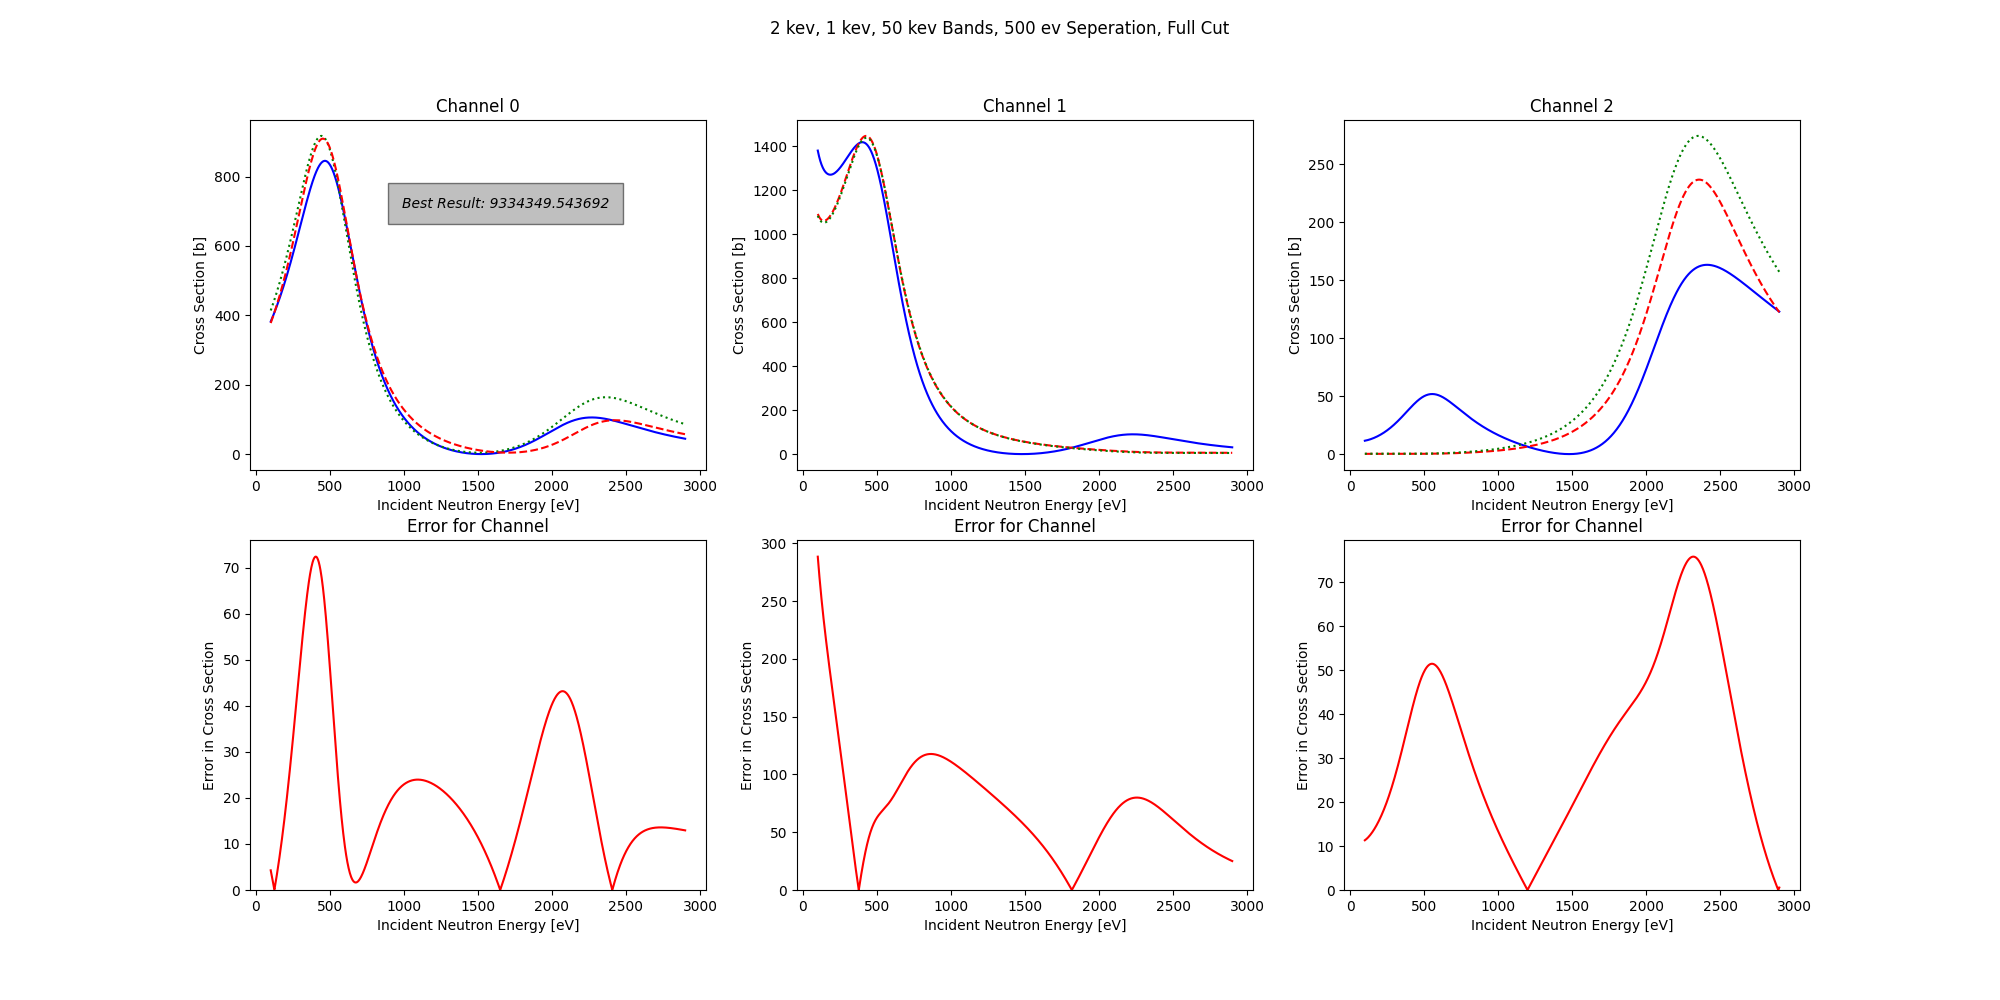 2 kev, 1 kev, 50 kev Bands, 500 ev Seperation, Full Cut
Channel 0
Cross Section [b]
800
600
400
200
0
Best Result: 9334349.543692
0 500 1000 1500 2000 2500 3000
Incident Neutron Energy [eV]
Channel 1
Cross Section [b]
1400
1200
1000
800
600
400
200
0
0 500 1000 1500 2000 2500 3000
Incident Neutron Energy [eV]
Channel 2
Cross Section [b]
250
200
150
100
50
0
0 500 1000 1500 2000 2500 3000
Incident Neutron Energy [eV]
Error for Channel
Error in Cross Section
70
60
50
40
30
20
10
0
0 500 1000 1500 2000 2500 3000
Incident Neutron Energy [eV]
Error for Channel
Error in Cross Section
300
250
200
150
100
50
0
0 500 1000 1500 2000 2500 3000
Incident Neutron Energy [eV]
Error for Channel
Error in Cross Section
70
60
50
40
30
20
10
0
0 500 1000 1500 2000 2500 3000
Incident Neutron Energy [eV]